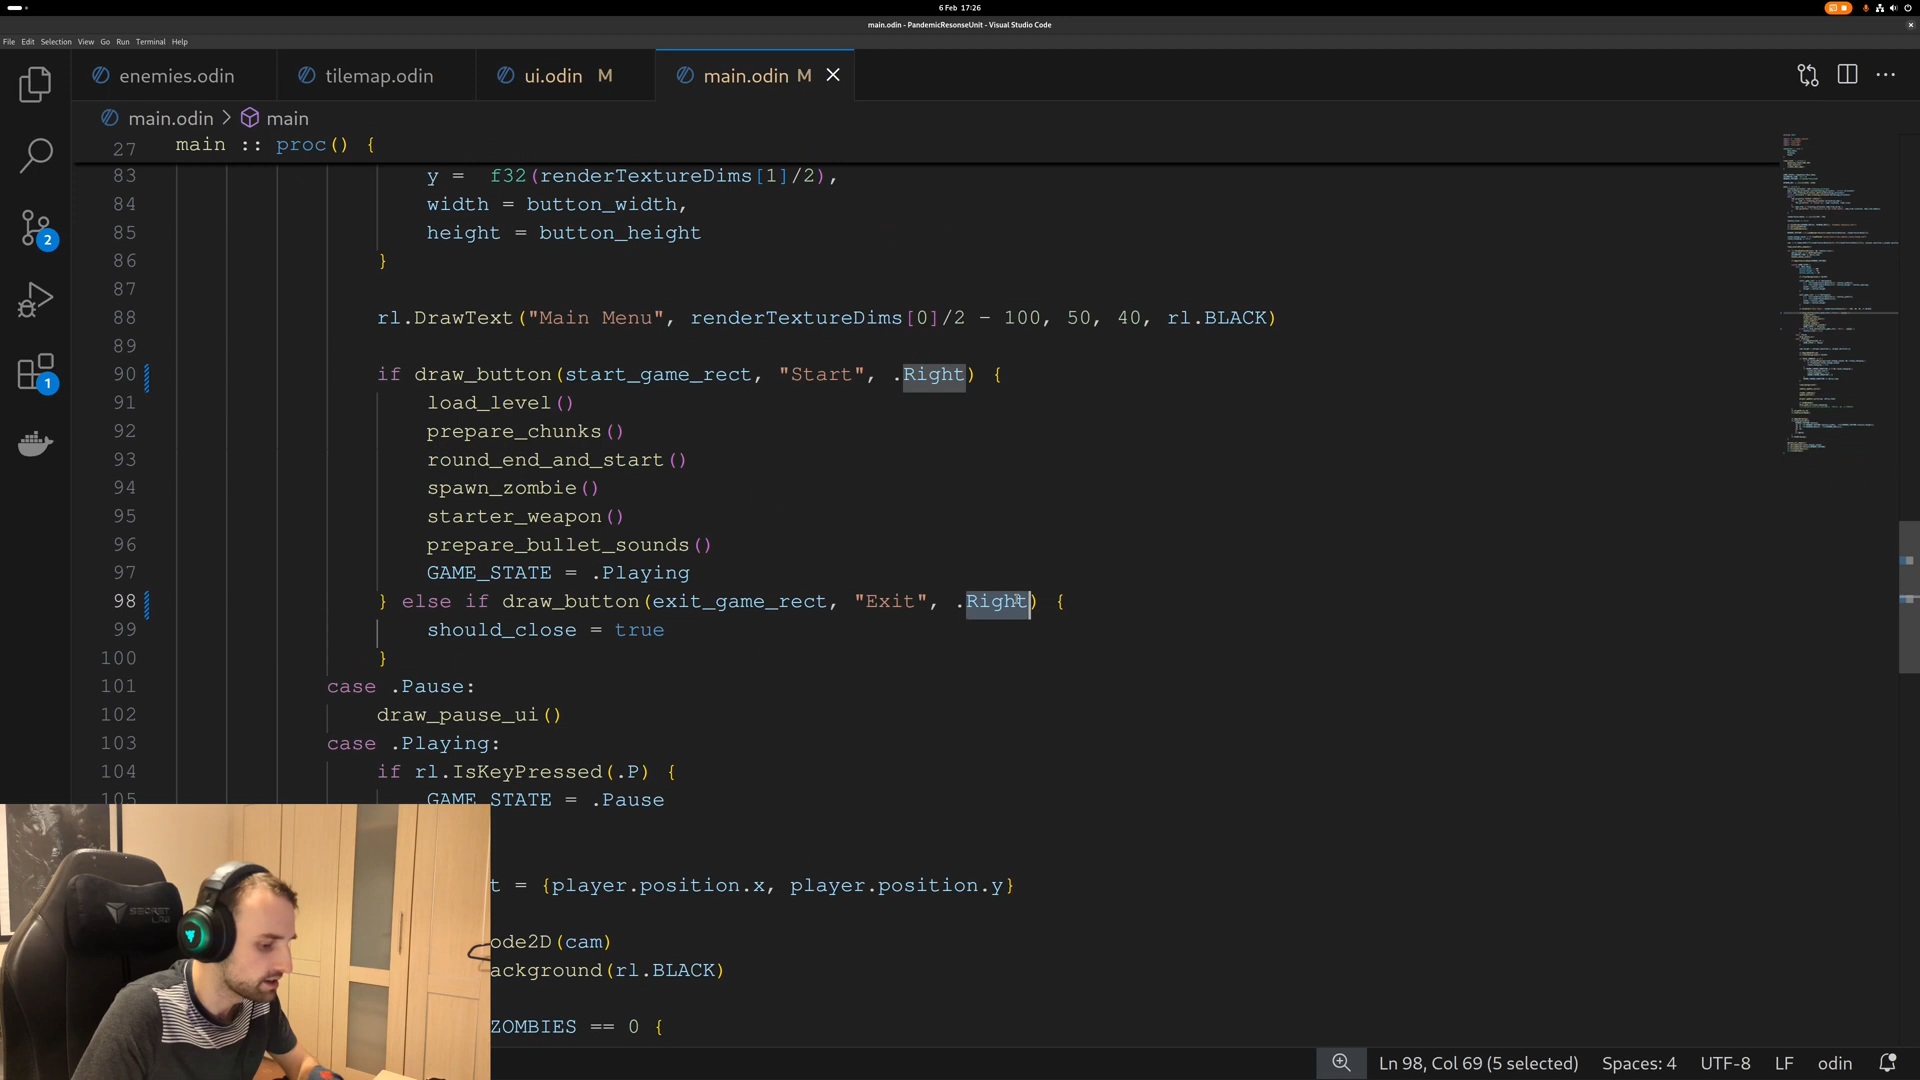 6 Feb 17:26
main.odin - PandemicResonseUnit - Visual Studio Code
File Edit Selection View Go Run Terminal Help
enemies.odin tilemap.odin ui.odin M main.odin M
main.odin > main
27 main :: proc() {
83 y = f32(renderTextureDims[1]/2),
84 width = button_width,
85 height = button_height
86 }
87
88 rl.DrawText("Main Menu", renderTextureDims[0]/2 - 100, 50, 40, rl.BLACK)
89
90 if draw_button(start_game_rect, "Start", .Right) {
91 load_level()
92 prepare_chunks()
93 round_end_and_start()
94 spawn_zombie()
95 starter_weapon()
96 prepare_bullet_sounds()
97 GAME_STATE = .Playing
98 } else if draw_button(exit_game_rect, "Exit", .Right) {
99 should_close = true
100 }
101 case .Pause:
102 draw_pause_ui()
103 case .Playing:
104 if rl.IsKeyPressed(.P) {
105 GAME_STATE = .Pause
t = {player.position.x, player.position.y}
ode2D(cam)
ackground(rl.BLACK)
ZOMBIES == 0 {
2
1
SECRET LAB
Ln 98, Col 69 (5 selected) Spaces: 4 UTF-8 LF odin